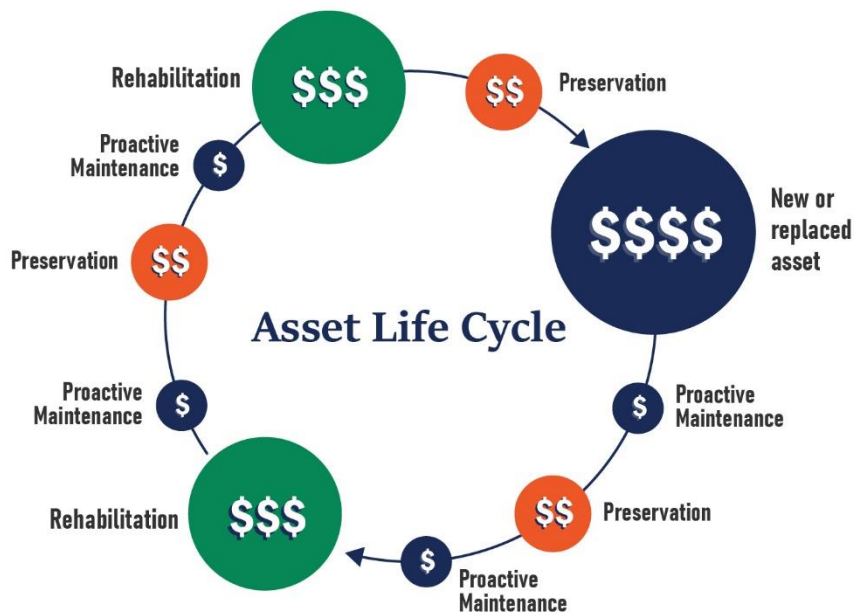 Rehabilitation
$$$
$$
Preservation
Proactive
Maintenance
$
$$$$
New or
replaced
asset
Preservation
$$
Asset Life Cycle
Proactive
Maintenance
$
$
Proactive
Maintenance
Rehabilitation
$$$
$$
Preservation
$
Proactive
Maintenance